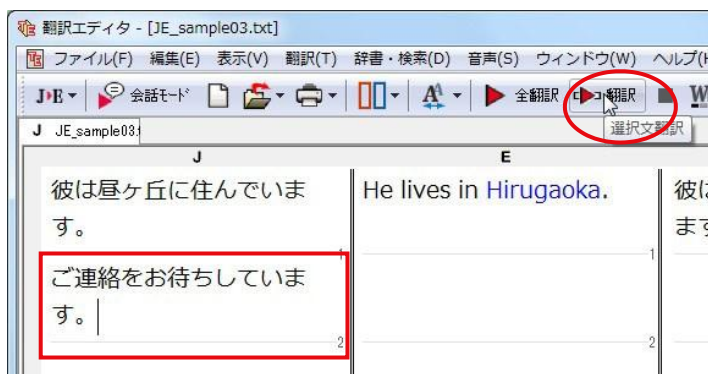 翻訳エディタ - [JE_sample03.txt]
ファイル(F) 編集(E) 表示(V) 翻訳(T) 辞書・検索(D) 音声(S) ウィンドウ(W) ヘルプ(H
J›E 会話モード 全翻訳 翻訳 W
選択文翻訳
J JE_sample03.t
J E
彼は昼ヶ丘に住んでいま He lives in Hirugaoka. 彼は
す。 ます
1 1
ご連絡をお待ちしていま
す。
2 2